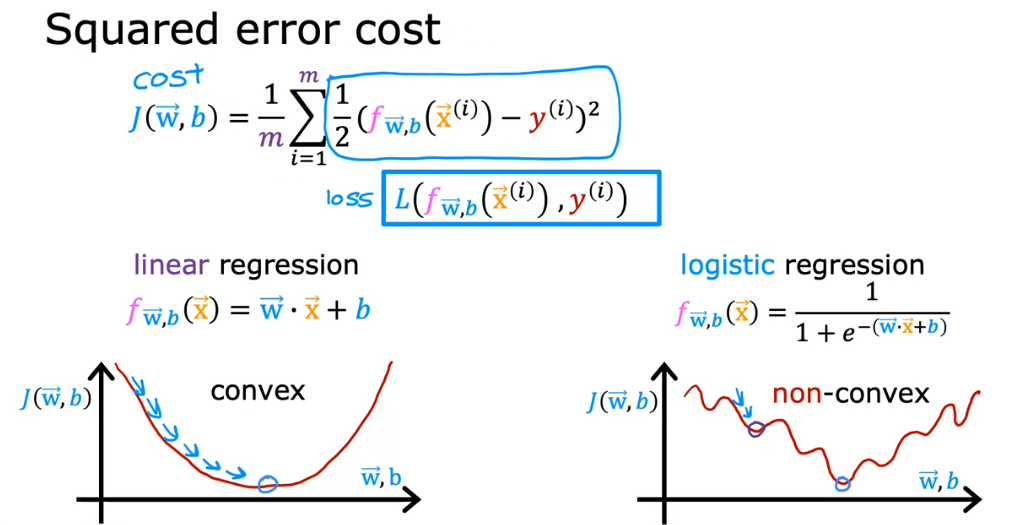 Squared error cost
cost
J(w⃗, b) = 1/m ∑_{i=1}^{m} 1/2 (f_{w⃗,b}(x⃗^{(i)}) − y^{(i)})²
loss L(f_{w⃗,b}(x⃗^{(i)}), y^{(i)})
linear regression
f_{w⃗,b}(x⃗) = w⃗ · x⃗ + b
J(w⃗, b)
convex
w⃗, b
logistic regression
f_{w⃗,b}(x⃗) = 1/(1 + e^{−(w⃗·x⃗+b)})
J(w⃗, b)
non-convex
w⃗, b